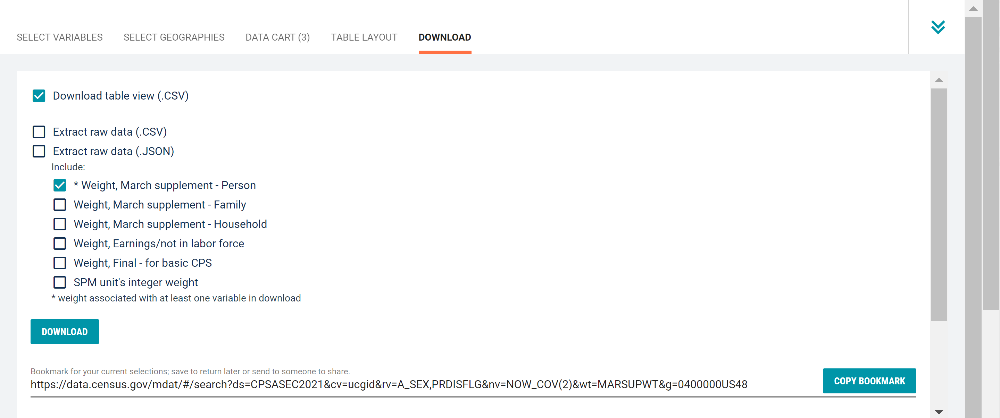 SELECT VARIABLES SELECT GEOGRAPHIES DATA CART (3) TABLE LAYOUT DOWNLOAD
Download table view (.CSV)
Extract raw data (.CSV)
Extract raw data (.JSON)
Include:
* Weight, March supplement - Person
Weight, March supplement - Family
Weight, March supplement - Household
Weight, Earnings/not in labor force
Weight, Final - for basic CPS
SPM unit's integer weight
* weight associated with at least one variable in download
DOWNLOAD
Bookmark for your current selections; save to return later or send to someone to share.
https://data.census.gov/mdat/#/search?ds=CPSASEC2021&cv=ucgid&rv=A_SEX,PRDISFLG&nv=NOW_COV(2)&wt=MARSUPWT&g=0400000US48
COPY BOOKMARK